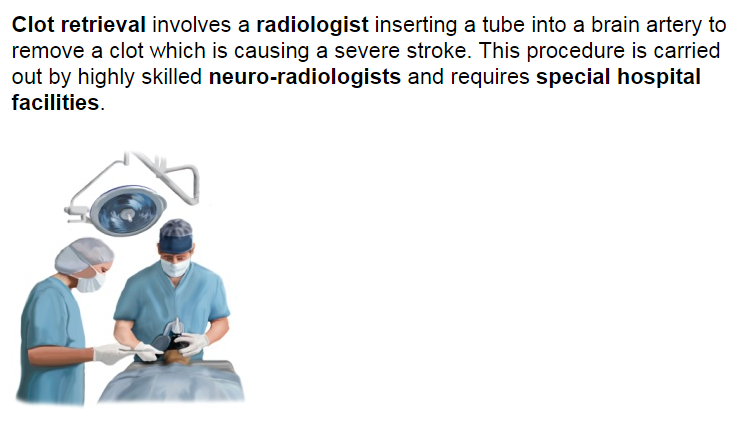 Clot retrieval involves a radiologist inserting a tube into a brain artery to
remove a clot which is causing a severe stroke. This procedure is carried
out by highly skilled neuro-radiologists and requires special hospital
facilities.